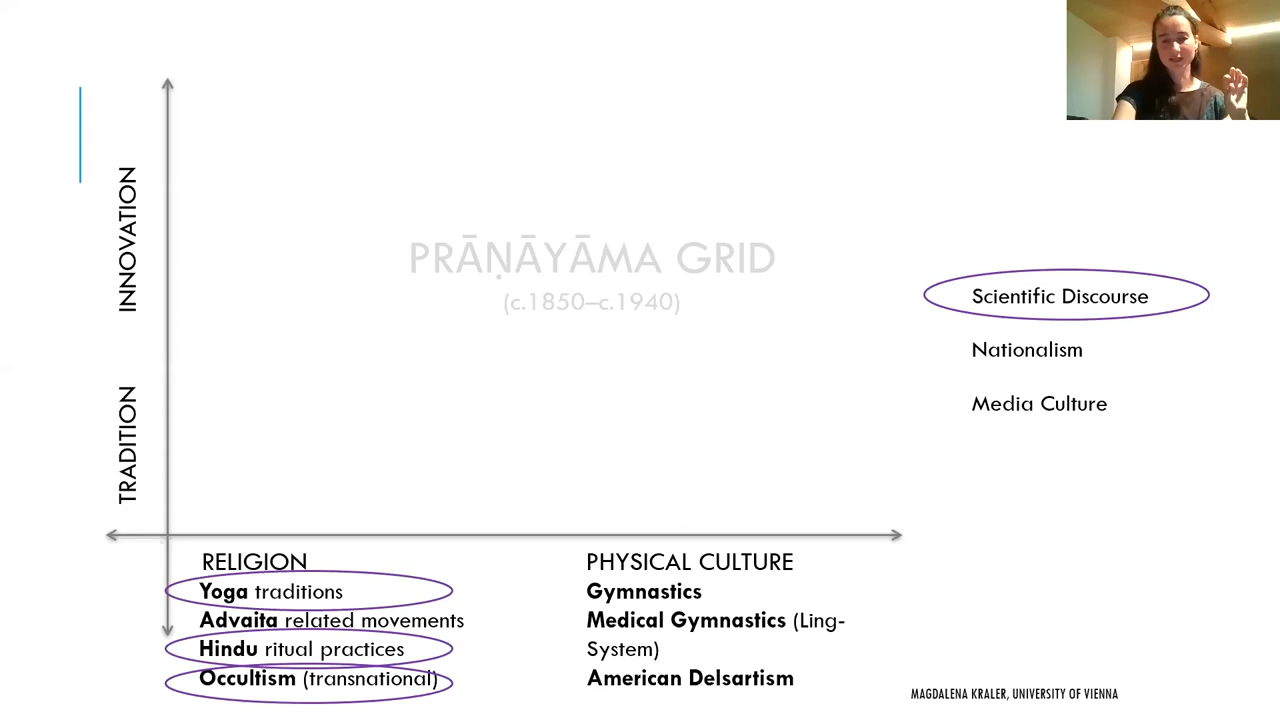 INNOVATION
TRADITION
PRĀṆĀYĀMA GRID
(c.1850–c.1940)
Scientific Discourse
Nationalism
Media Culture
RELIGION
Yoga traditions
Advaita related movements
Hindu ritual practices
Occultism (transnational)
PHYSICAL CULTURE
Gymnastics
Medical Gymnastics (Ling-
System)
American Delsartism
MAGDALENA KRALER, UNIVERSITY OF VIENNA